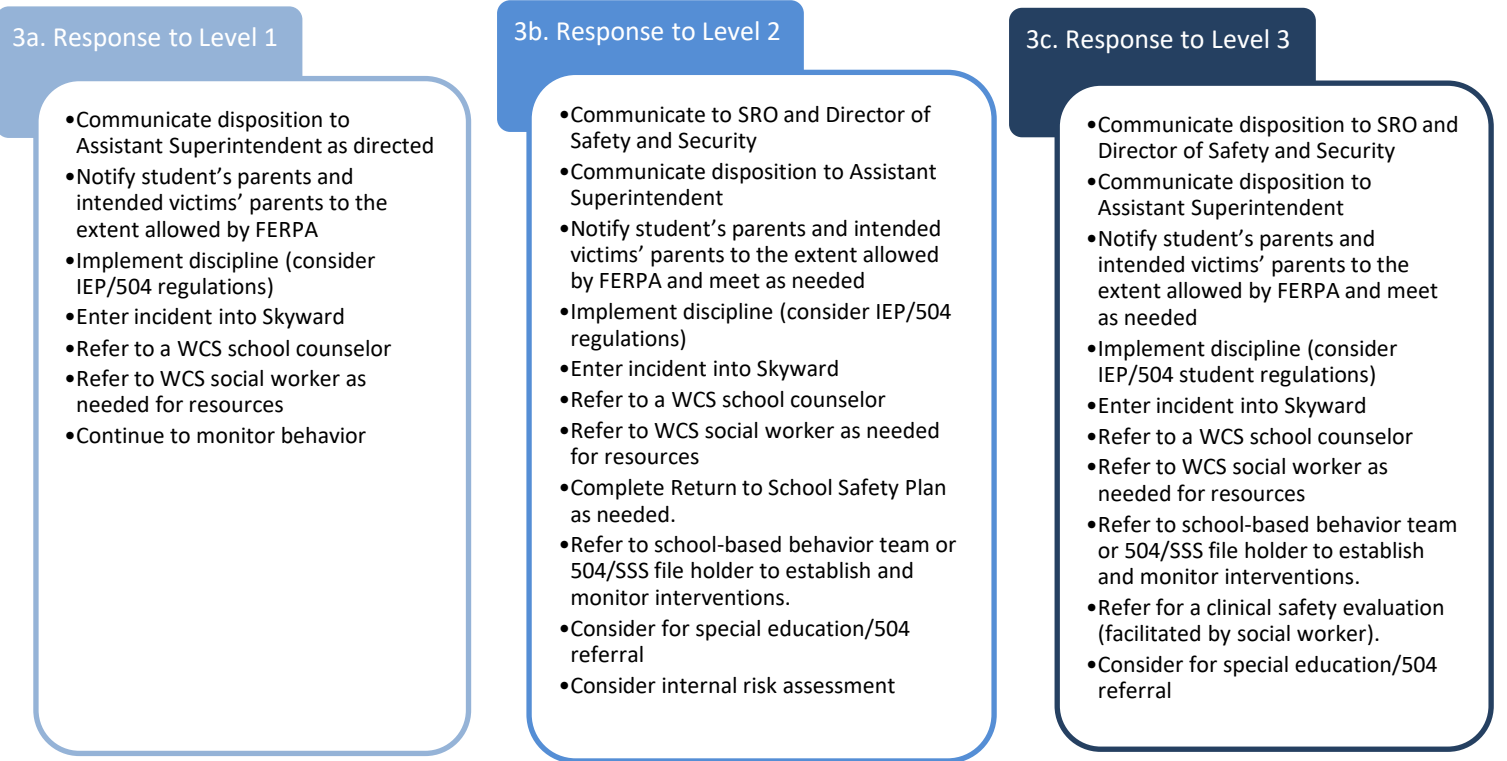 3a. Response to Level 1
•Communicate disposition to
Assistant Superintendent as directed
•Notify student’s parents and
intended victims’ parents to the
extent allowed by FERPA
•Implement discipline (consider
IEP/504 regulations)
•Enter incident into Skyward
•Refer to a WCS school counselor
•Refer to WCS social worker as
needed for resources
•Continue to monitor behavior
3b. Response to Level 2
•Communicate to SRO and Director of
Safety and Security
•Communicate disposition to Assistant
Superintendent
•Notify student’s parents and intended
victims’ parents to the extent allowed
by FERPA and meet as needed
•Implement discipline (consider IEP/504
regulations)
•Enter incident into Skyward
•Refer to a WCS school counselor
•Refer to WCS social worker as needed
for resources
•Complete Return to School Safety Plan
as needed.
•Refer to school-based behavior team or
504/SSS file holder to establish and
monitor interventions.
•Consider for special education/504
referral
•Consider internal risk assessment
3c. Response to Level 3
•Communicate disposition to SRO and
Director of Safety and Security
•Communicate disposition to
Assistant Superintendent
•Notify student’s parents and
intended victims’ parents to the
extent allowed by FERPA and meet
as needed
•Implement discipline (consider
IEP/504 student regulations)
•Enter incident into Skyward
•Refer to a WCS school counselor
•Refer to WCS social worker as
needed for resources
•Refer to school-based behavior team
or 504/SSS file holder to establish
and monitor interventions.
•Refer for a clinical safety evaluation
(facilitated by social worker).
•Consider for special education/504
referral